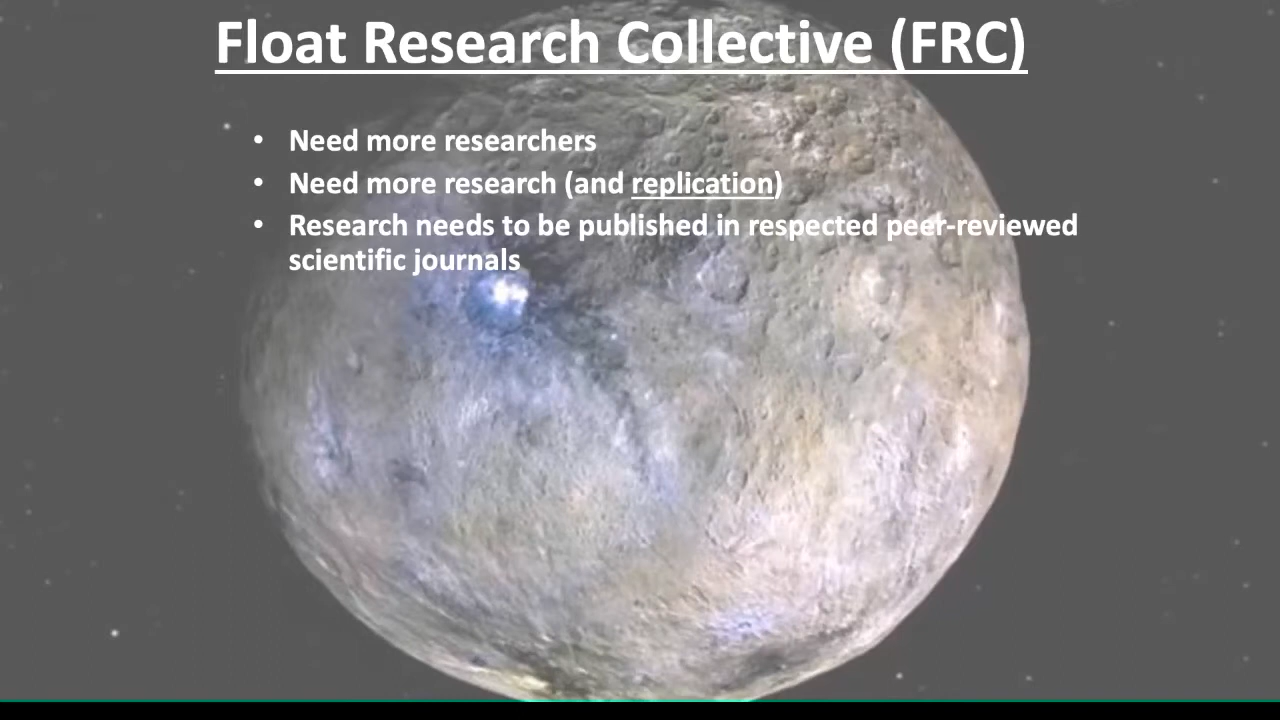 Float Research Collective (FRC)
• Need more researchers
• Need more research (and replication)
• Research needs to be published in respected peer-reviewed
scientific journals